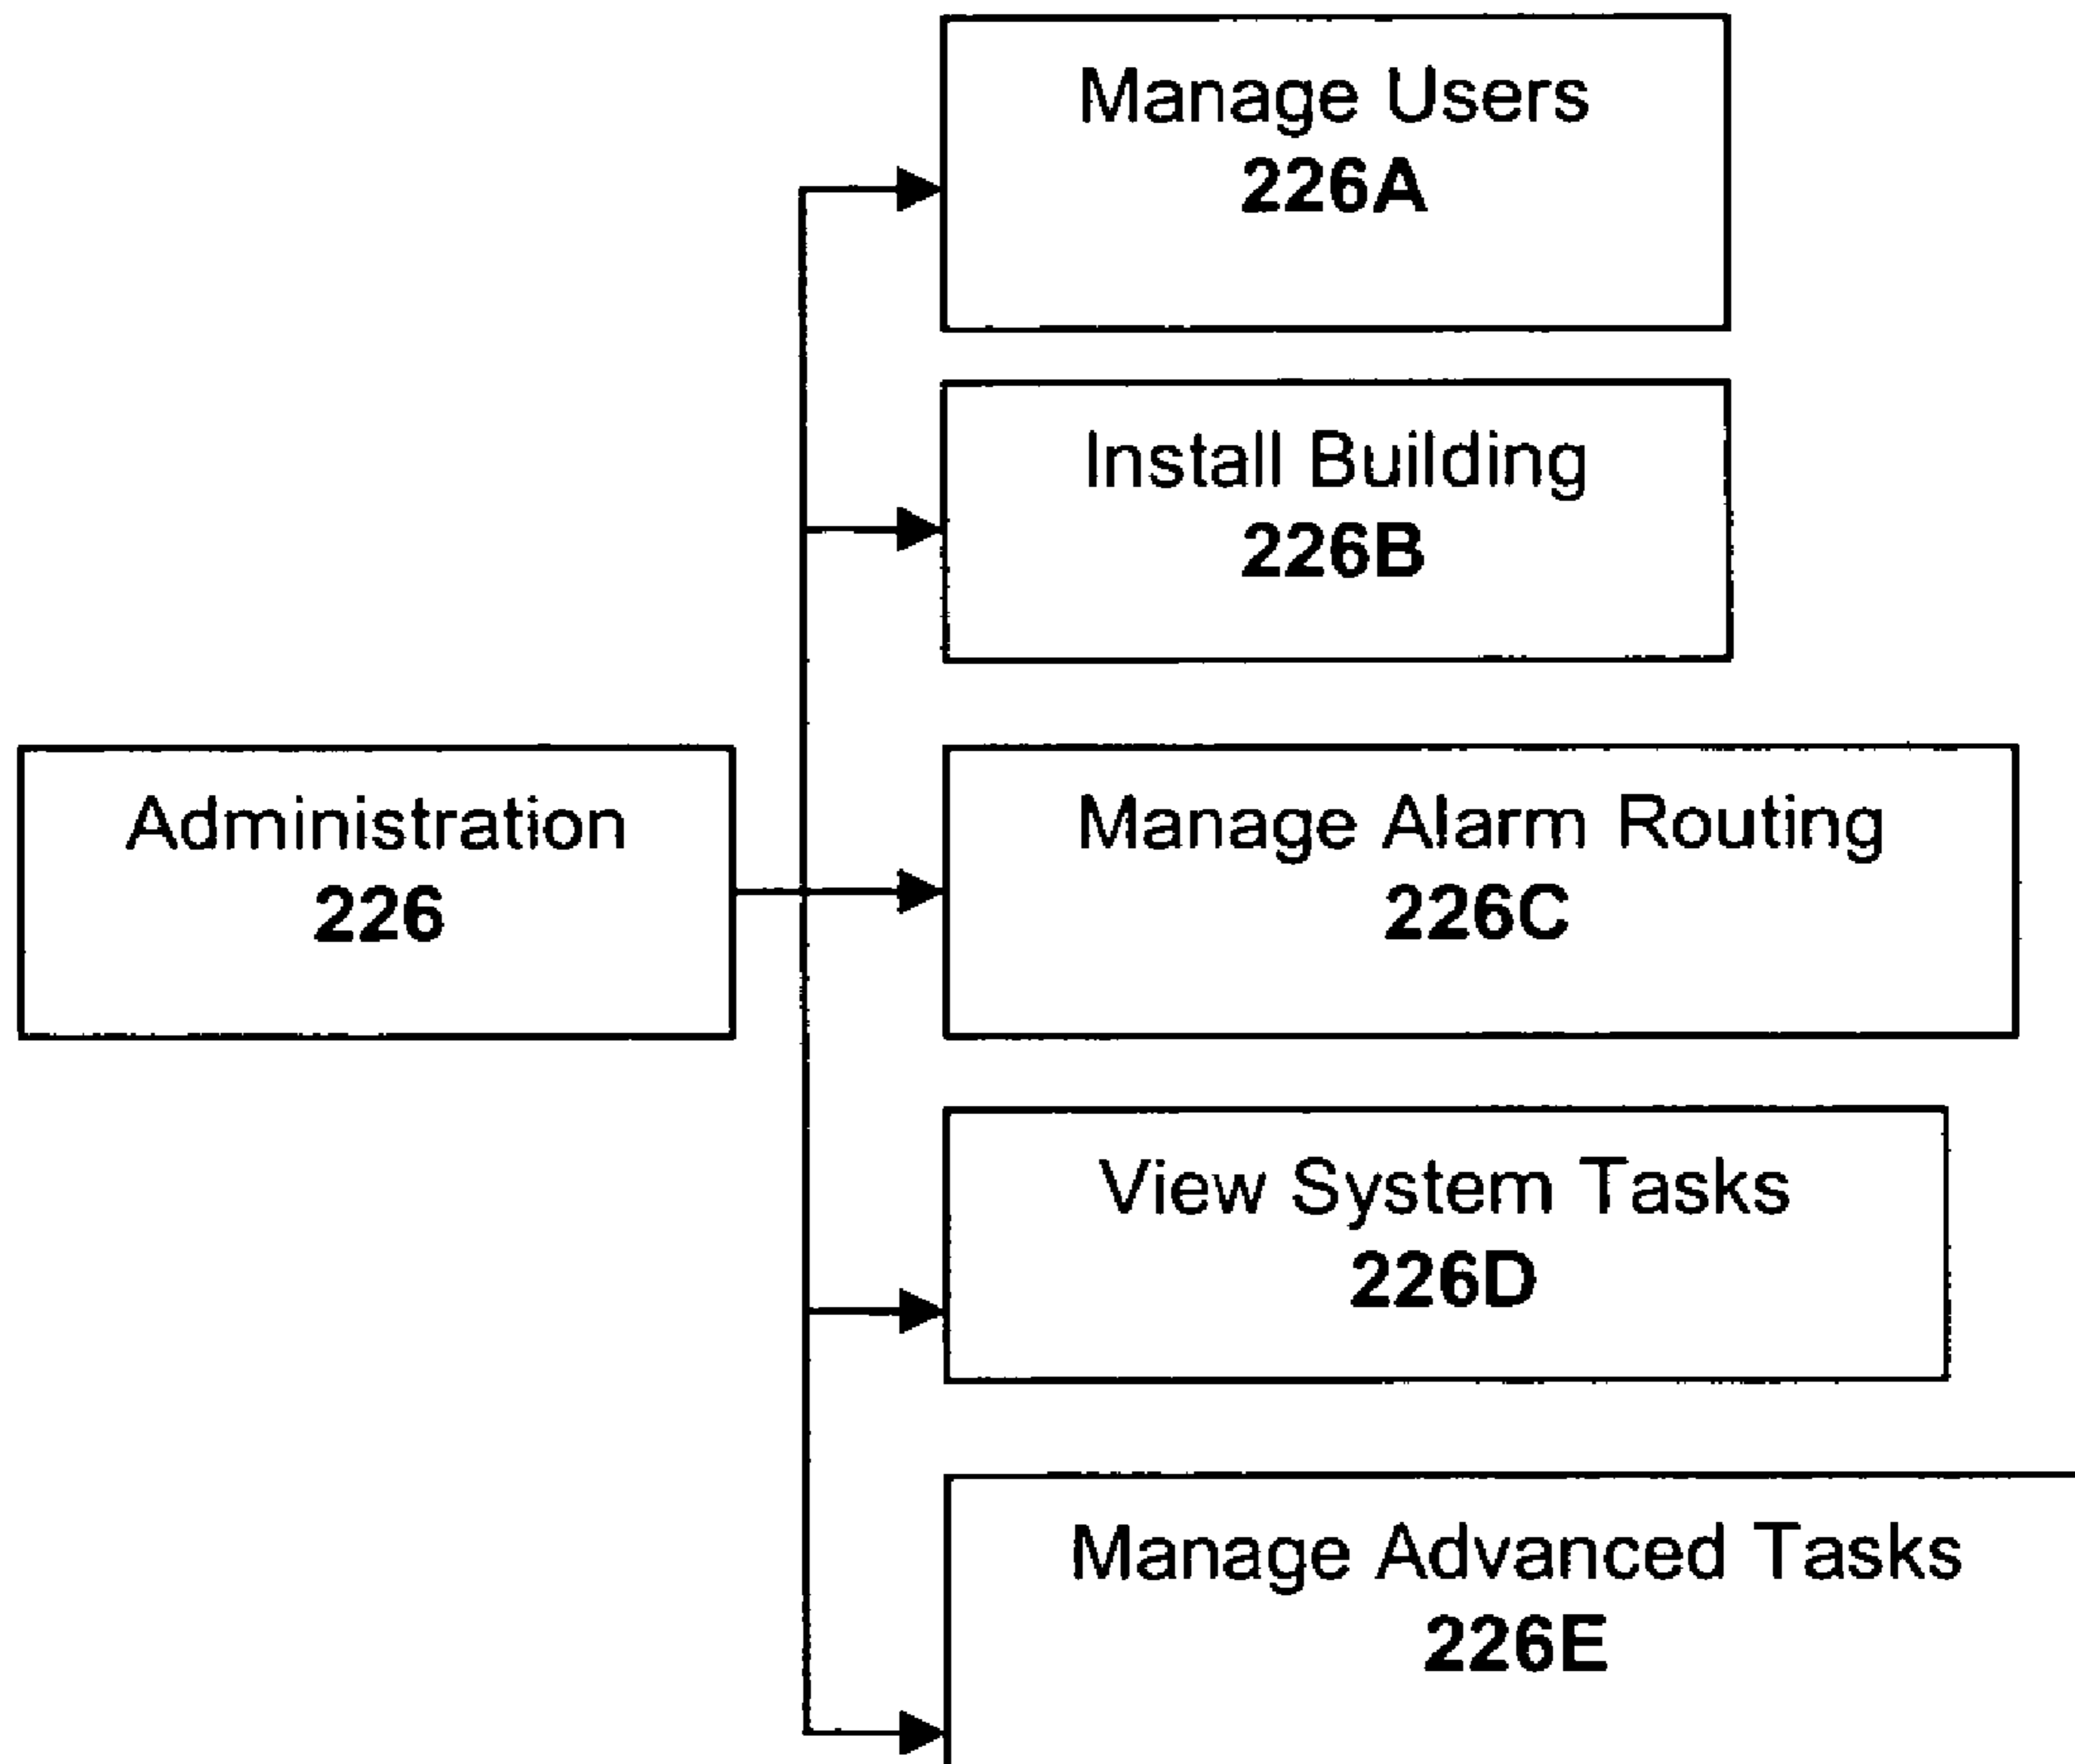 Manage Users
226A
Install Building
226B
Administration
226
Manage Alarm Routing
226C
View System Tasks
226D
Manage Advanced Tasks
226E